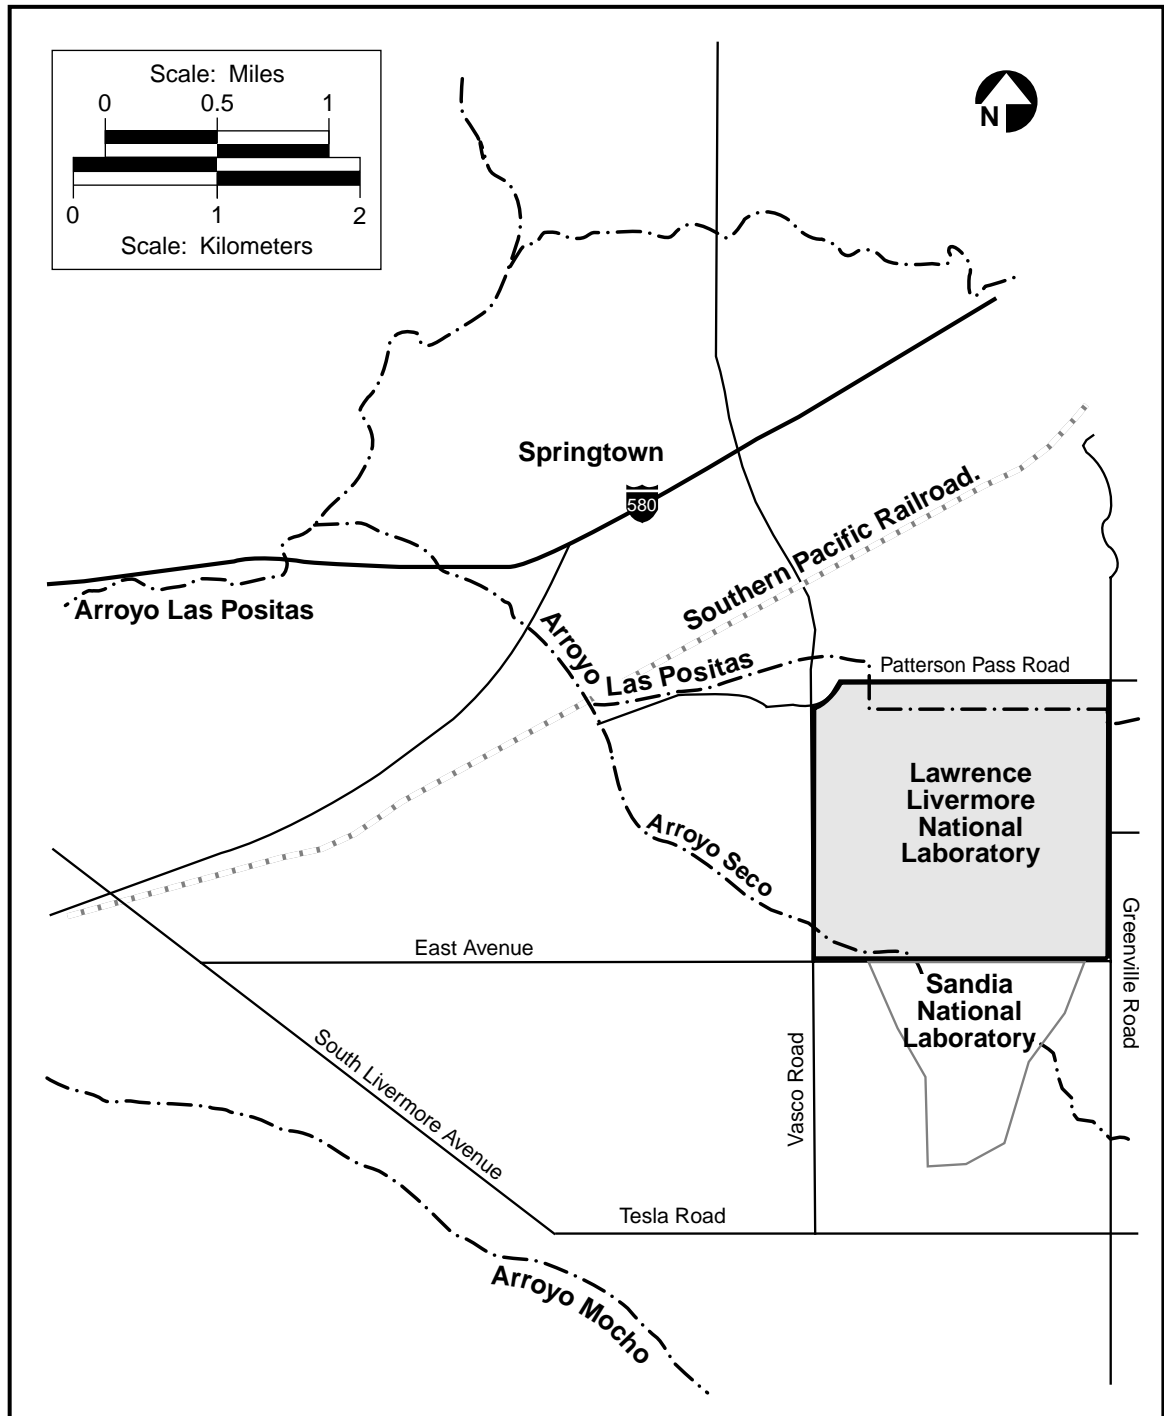 Scale: Miles
0 0.5 1
0 1 2
Scale: Kilometers
N
Springtown
580
Southern Pacific Railroad.
Arroyo Las Positas
Arroyo
Las Positas
Patterson Pass Road
Lawrence
Livermore
National
Laboratory
Arroyo Seco
Greenville Road
East Avenue
Sandia
National
Laboratory
South Livermore Avenue
Vasco Road
Tesla Road
Arroyo Mocho